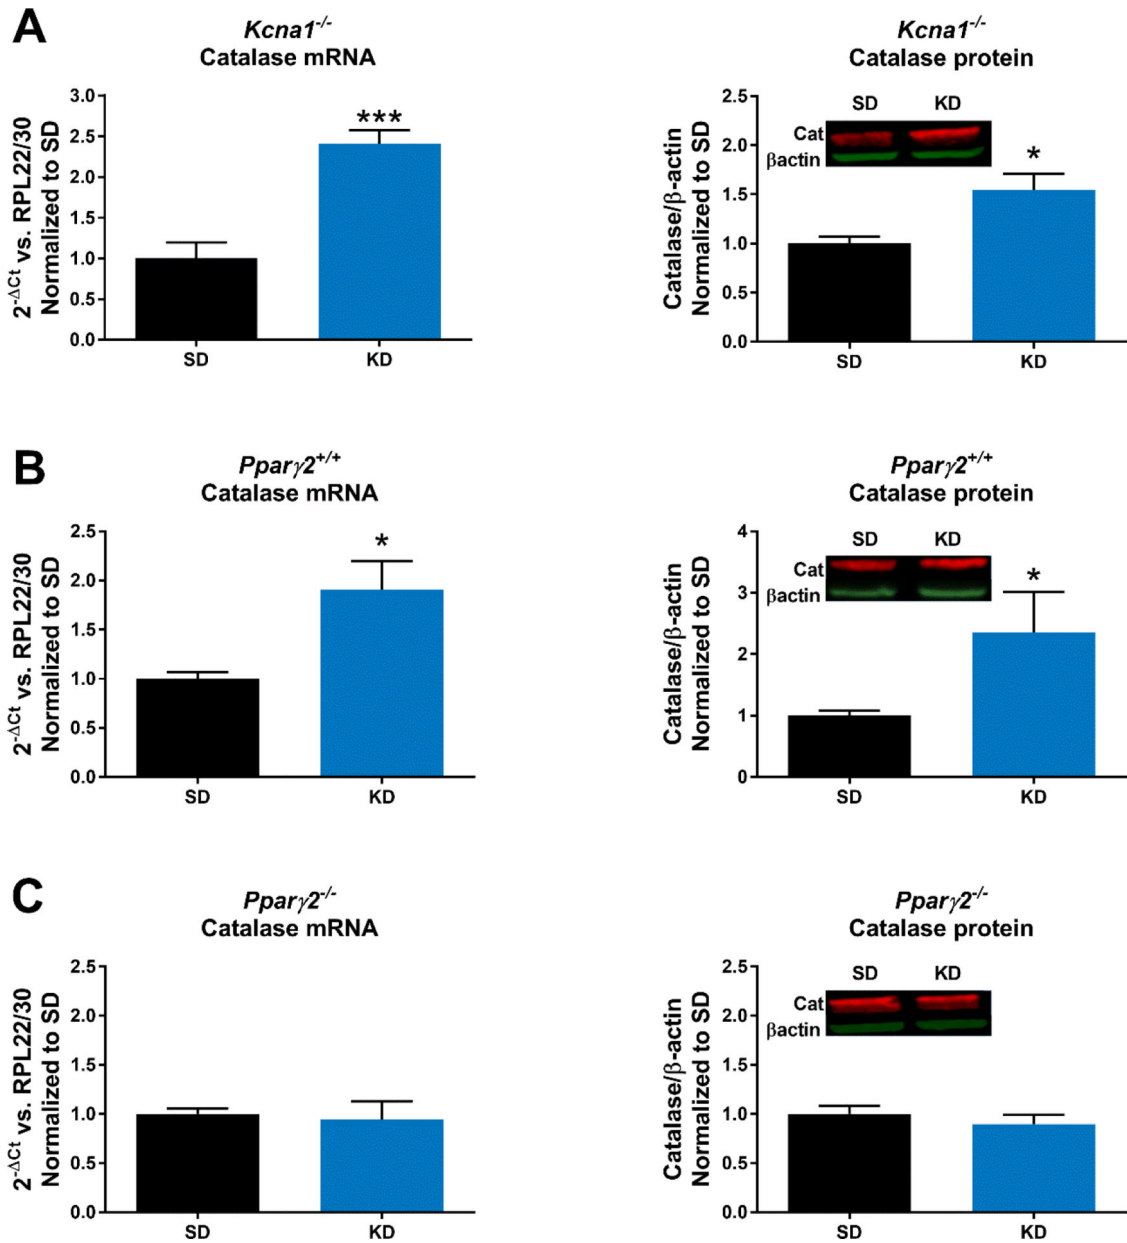 A
Kcna1-/-
Catalase mRNA
2-ΔCt vs. RPL22/30
Normalized to SD
3.0
2.5
2.0
1.5
1.0
0.5
0.0
***
SD
KD
Kcna1-/-
Catalase protein
Catalase/β-actin
Normalized to SD
2.5
2.0
1.5
1.0
0.5
0.0
SD KD
Cat
βactin
*
SD
KD
B
Pparγ2+/+
Catalase mRNA
2-ΔCt vs. RPL22/30
Normalized to SD
2.5
2.0
1.5
1.0
0.5
0.0
*
SD
KD
Pparγ2+/+
Catalase protein
Catalase/β-actin
Normalized to SD
4
3
2
1
0
SD KD
Cat
βactin
*
SD
KD
C
Pparγ2-/-
Catalase mRNA
2-ΔCt vs. RPL22/30
Normalized to SD
2.5
2.0
1.5
1.0
0.5
0.0
SD
KD
Pparγ2-/-
Catalase protein
Catalase/β-actin
Normalized to SD
2.5
2.0
1.5
1.0
0.5
0.0
SD KD
Cat
βactin
SD
KD